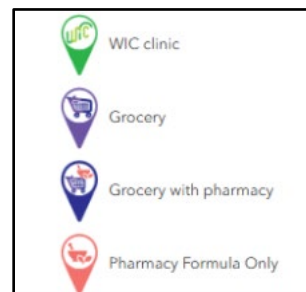 WiC
WIC clinic
Grocery
Grocery with pharmacy
Pharmacy Formula Only